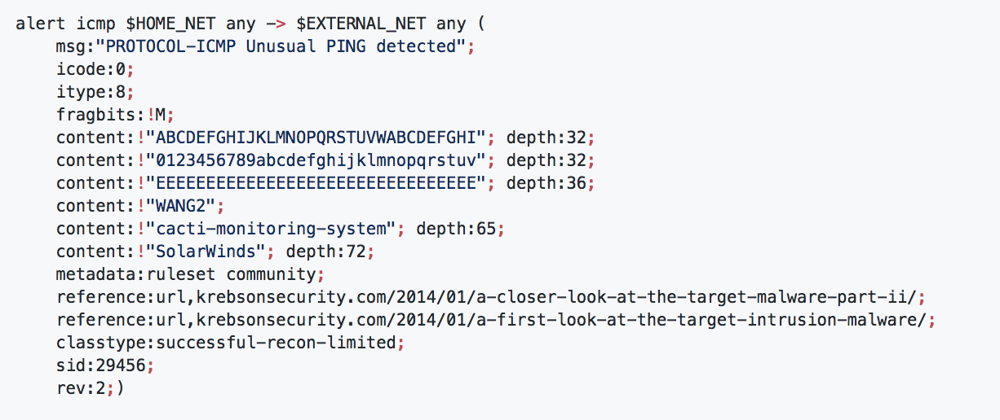 alert icmp $HOME_NET any -> $EXTERNAL_NET any (
msg:"PROTOCOL-ICMP Unusual PING detected";
icode:0;
itype:8;
fragbits:!M;
content:!"ABCDEFGHIJKLMNOPQRSTUVWABCDEFGHI"; depth:32;
content:!"0123456789abcdefghijklmnopqrstuv"; depth:32;
content:!"EEEEEEEEEEEEEEEEEEEEEEEEEEEEEEEE"; depth:36;
content:!"WANG2";
content:!"cacti-monitoring-system"; depth:65;
content:!"SolarWinds"; depth:72;
metadata:ruleset community;
reference:url,krebsonsecurity.com/2014/01/a-closer-look-at-the-target-malware-part-ii/;
reference:url,krebsonsecurity.com/2014/01/a-first-look-at-the-target-intrusion-malware/;
classtype:successful-recon-limited;
sid:29456;
rev:2;)